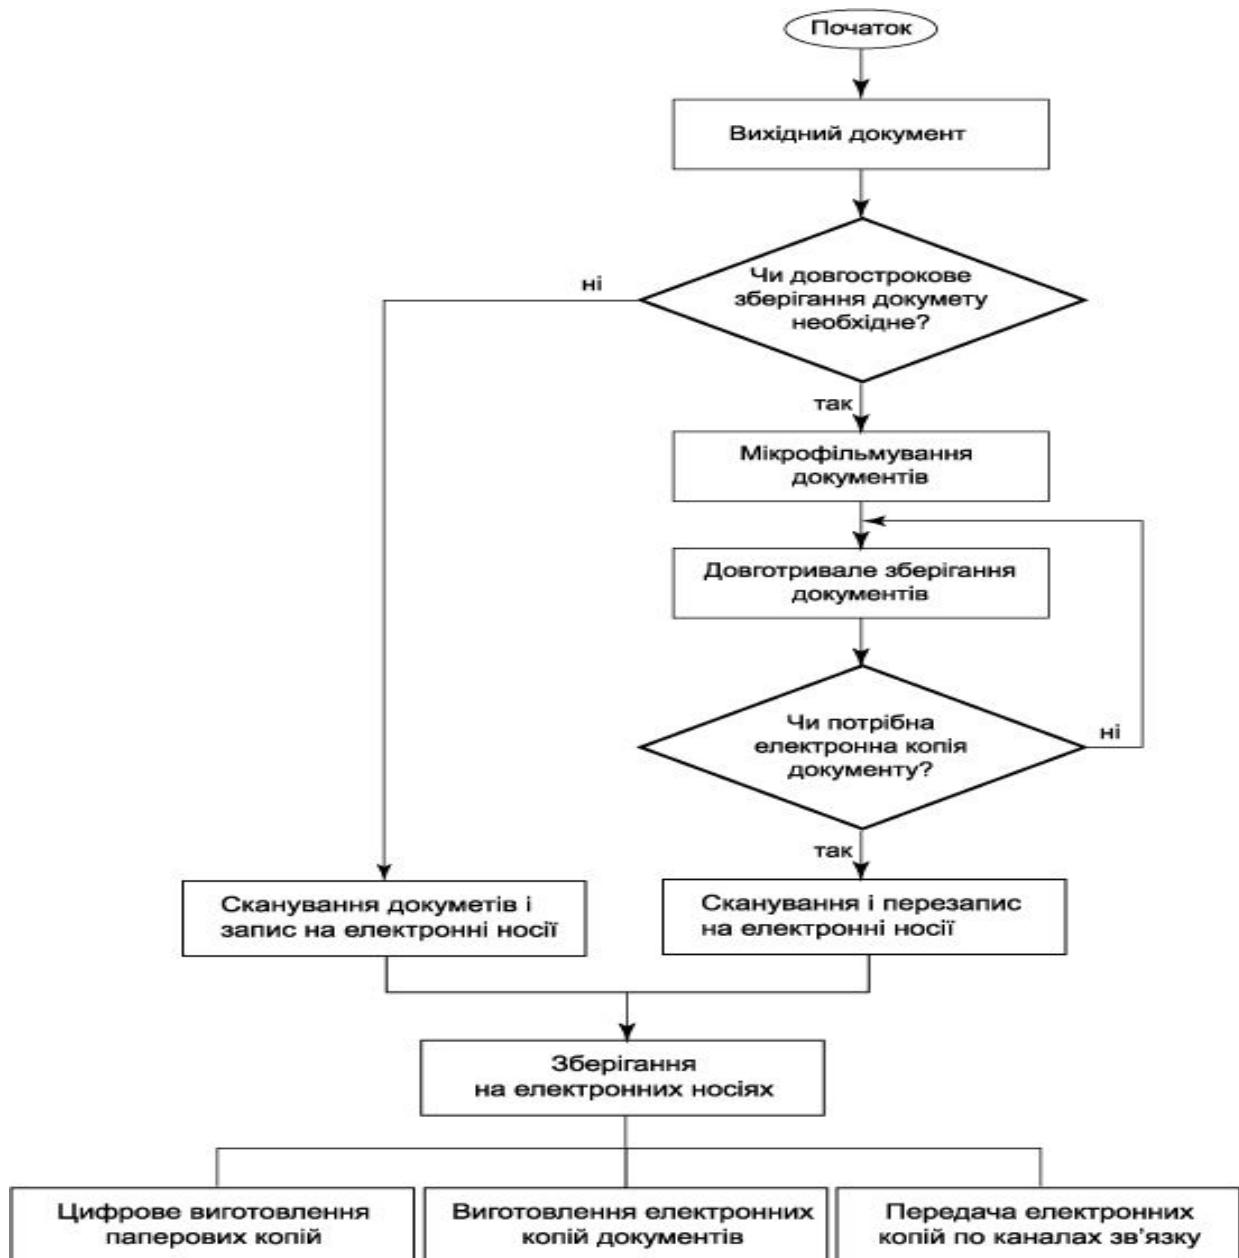 Початок
Вихідний документ
Чи довгострокове
зберігання докумету
необхідне?
ні
так
Мікрофільмування
документів
Довготривале зберігання
документів
Чи потрібна
електронна копія
документу?
ні
так
Сканування докуметів і
запис на електронні носії
Сканування і перезапис
на електронні носії
Зберігання
на електронних носіях
Цифрове виготовлення
паперових копій
Виготовлення електронних
копій документів
Передача електронних
копій по каналах зв’язку